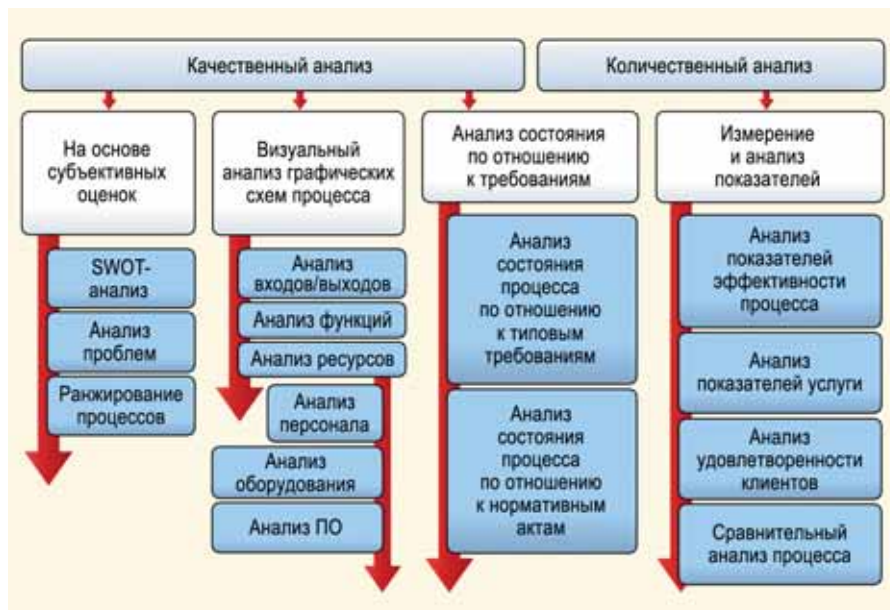 Качественный анализ
Количественный анализ
На основе
субъективных
оценок
SWOT-
анализ
Анализ
проблем
Ранжирование
процессов
Визуальный
анализ графических
схем процесса
Анализ
входов/выходов
Анализ функций
Анализ ресурсов
Анализ
персонала
Анализ
оборудования
Анализ ПО
Анализ состояния
по отношению
к требованиям
Анализ
состояния
процесса
по отношению
к типовым
требованиям
Анализ
состояния
процесса
по отношению
к нормативным
актам
Измерение
и анализ
показателей
Анализ
показателей
эффективности
процесса
Анализ
показателей услуги
Анализ
удовлетворенности
клиентов
Сравнительный
анализ процесса